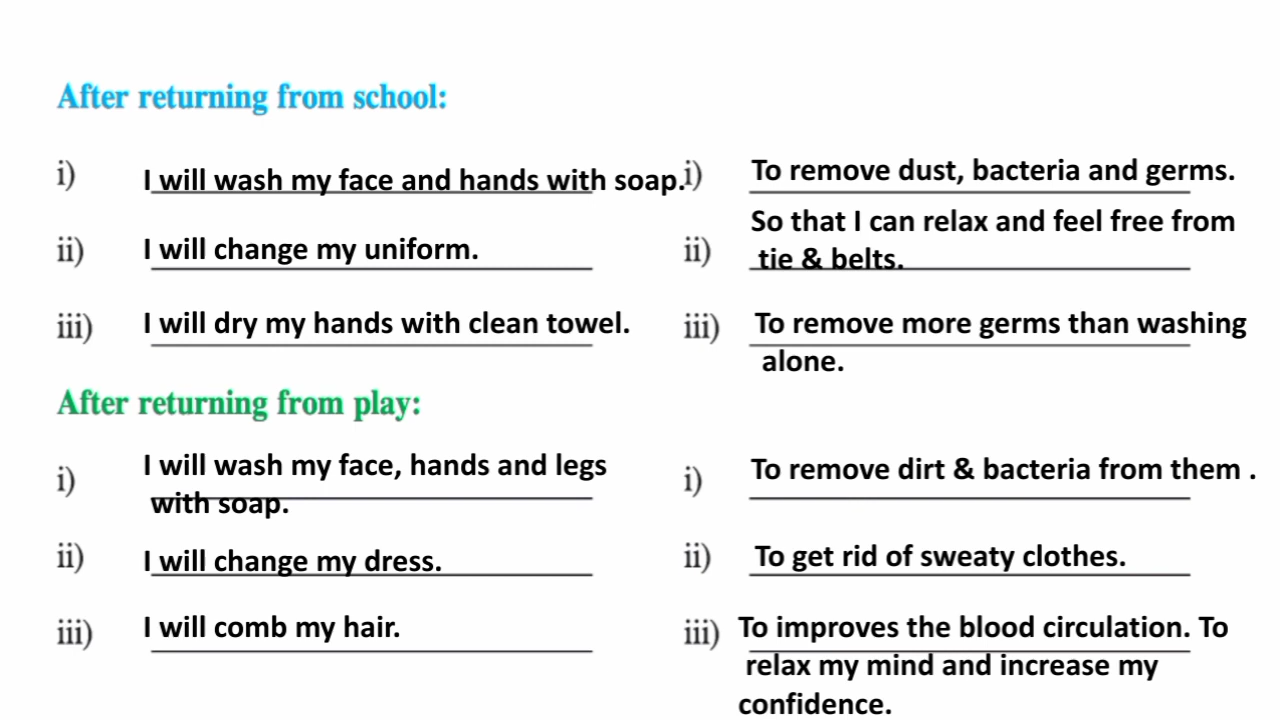 After returning from school:
i) I will wash my face and hands with soap. i) To remove dust, bacteria and germs.
ii) I will change my uniform. ii) So that I can relax and feel free from
tie & belts.
iii) I will dry my hands with clean towel. iii) To remove more germs than washing
alone.
After returning from play:
i) I will wash my face, hands and legs
with soap.
i) To remove dirt & bacteria from them .
ii) I will change my dress. ii) To get rid of sweaty clothes.
iii) I will comb my hair. iii) To improves the blood circulation. To
relax my mind and increase my
confidence.